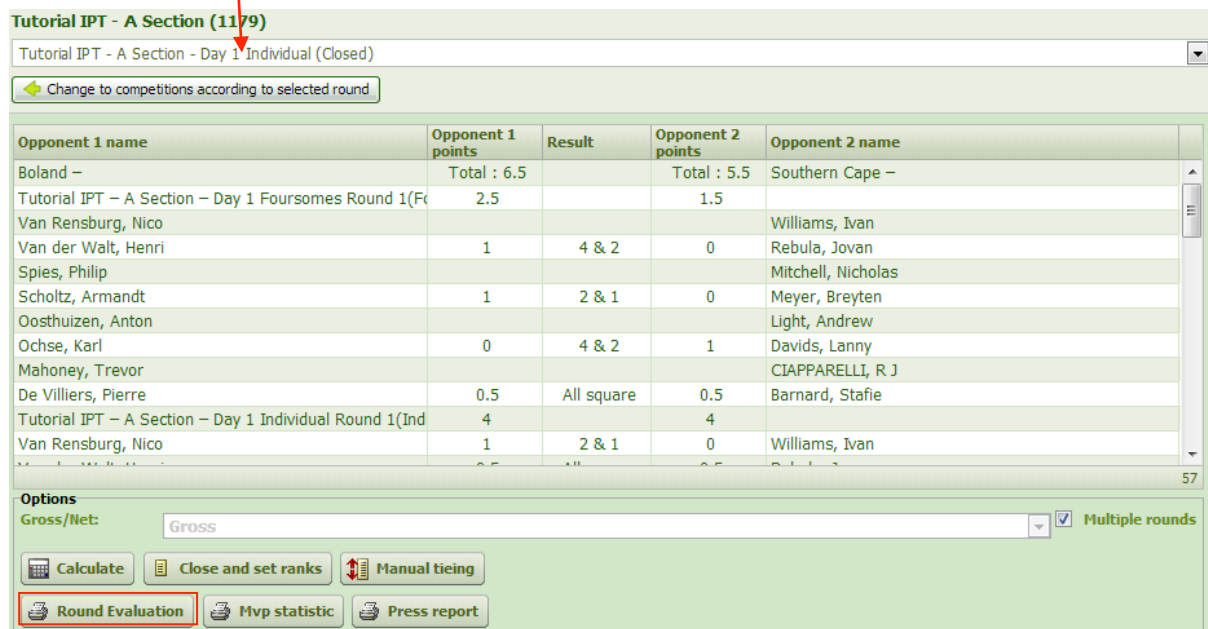 Tutorial IPT - A Section (1179)
Tutorial IPT - A Section - Day 1 Individual (Closed)
Change to competitions according to selected round
Opponent 1 name Opponent 1 points Result Opponent 2 points Opponent 2 name
Boland – Total : 6.5 Total : 5.5 Southern Cape –
Tutorial IPT – A Section – Day 1 Foursomes Round 1(Fo 2.5 1.5
Van Rensburg, Nico Williams, Ivan
Van der Walt, Henri 1 4 & 2 0 Rebula, Jovan
Spies, Philip Mitchell, Nicholas
Scholtz, Armandt 1 2 & 1 0 Meyer, Breyten
Oosthuizen, Anton Light, Andrew
Ochse, Karl 0 4 & 2 1 Davids, Lanny
Mahoney, Trevor CIAPPARELLI, R J
De Villiers, Pierre 0.5 All square 0.5 Barnard, Stafie
Tutorial IPT – A Section – Day 1 Individual Round 1(Ind 4 4
Van Rensburg, Nico 1 2 & 1 0 Williams, Ivan
57
Options
Gross/Net: Gross Multiple rounds
Calculate Close and set ranks Manual tieing
Round Evaluation Mvp statistic Press report